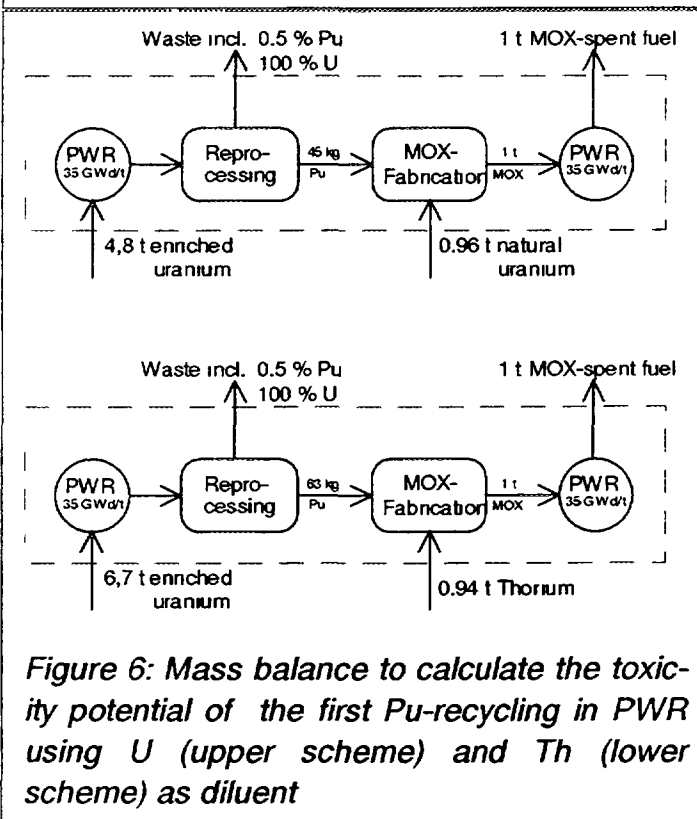 Waste incl. 0.5 % Pu
100 % U
1 t MOX-spent fuel
PWR
35 GWd/t
Repro-
cessing
45 kg
Pu
MOX-
Fabrication
1 t
MOX
PWR
35 GWd/t
4,8 t enriched
uranium
0.96 t natural
uranium
Waste incl. 0.5 % Pu
100 % U
1 t MOX-spent fuel
PWR
35 GWd/t
Repro-
cessing
63 kg
Pu
MOX-
Fabrication
1 t
MOX
PWR
35 GWd/t
6,7 t enriched
uranium
0.94 t Thorium
Figure 6: Mass balance to calculate the toxic-
ity potential of the first Pu-recycling in PWR
using U (upper scheme) and Th (lower
scheme) as diluent